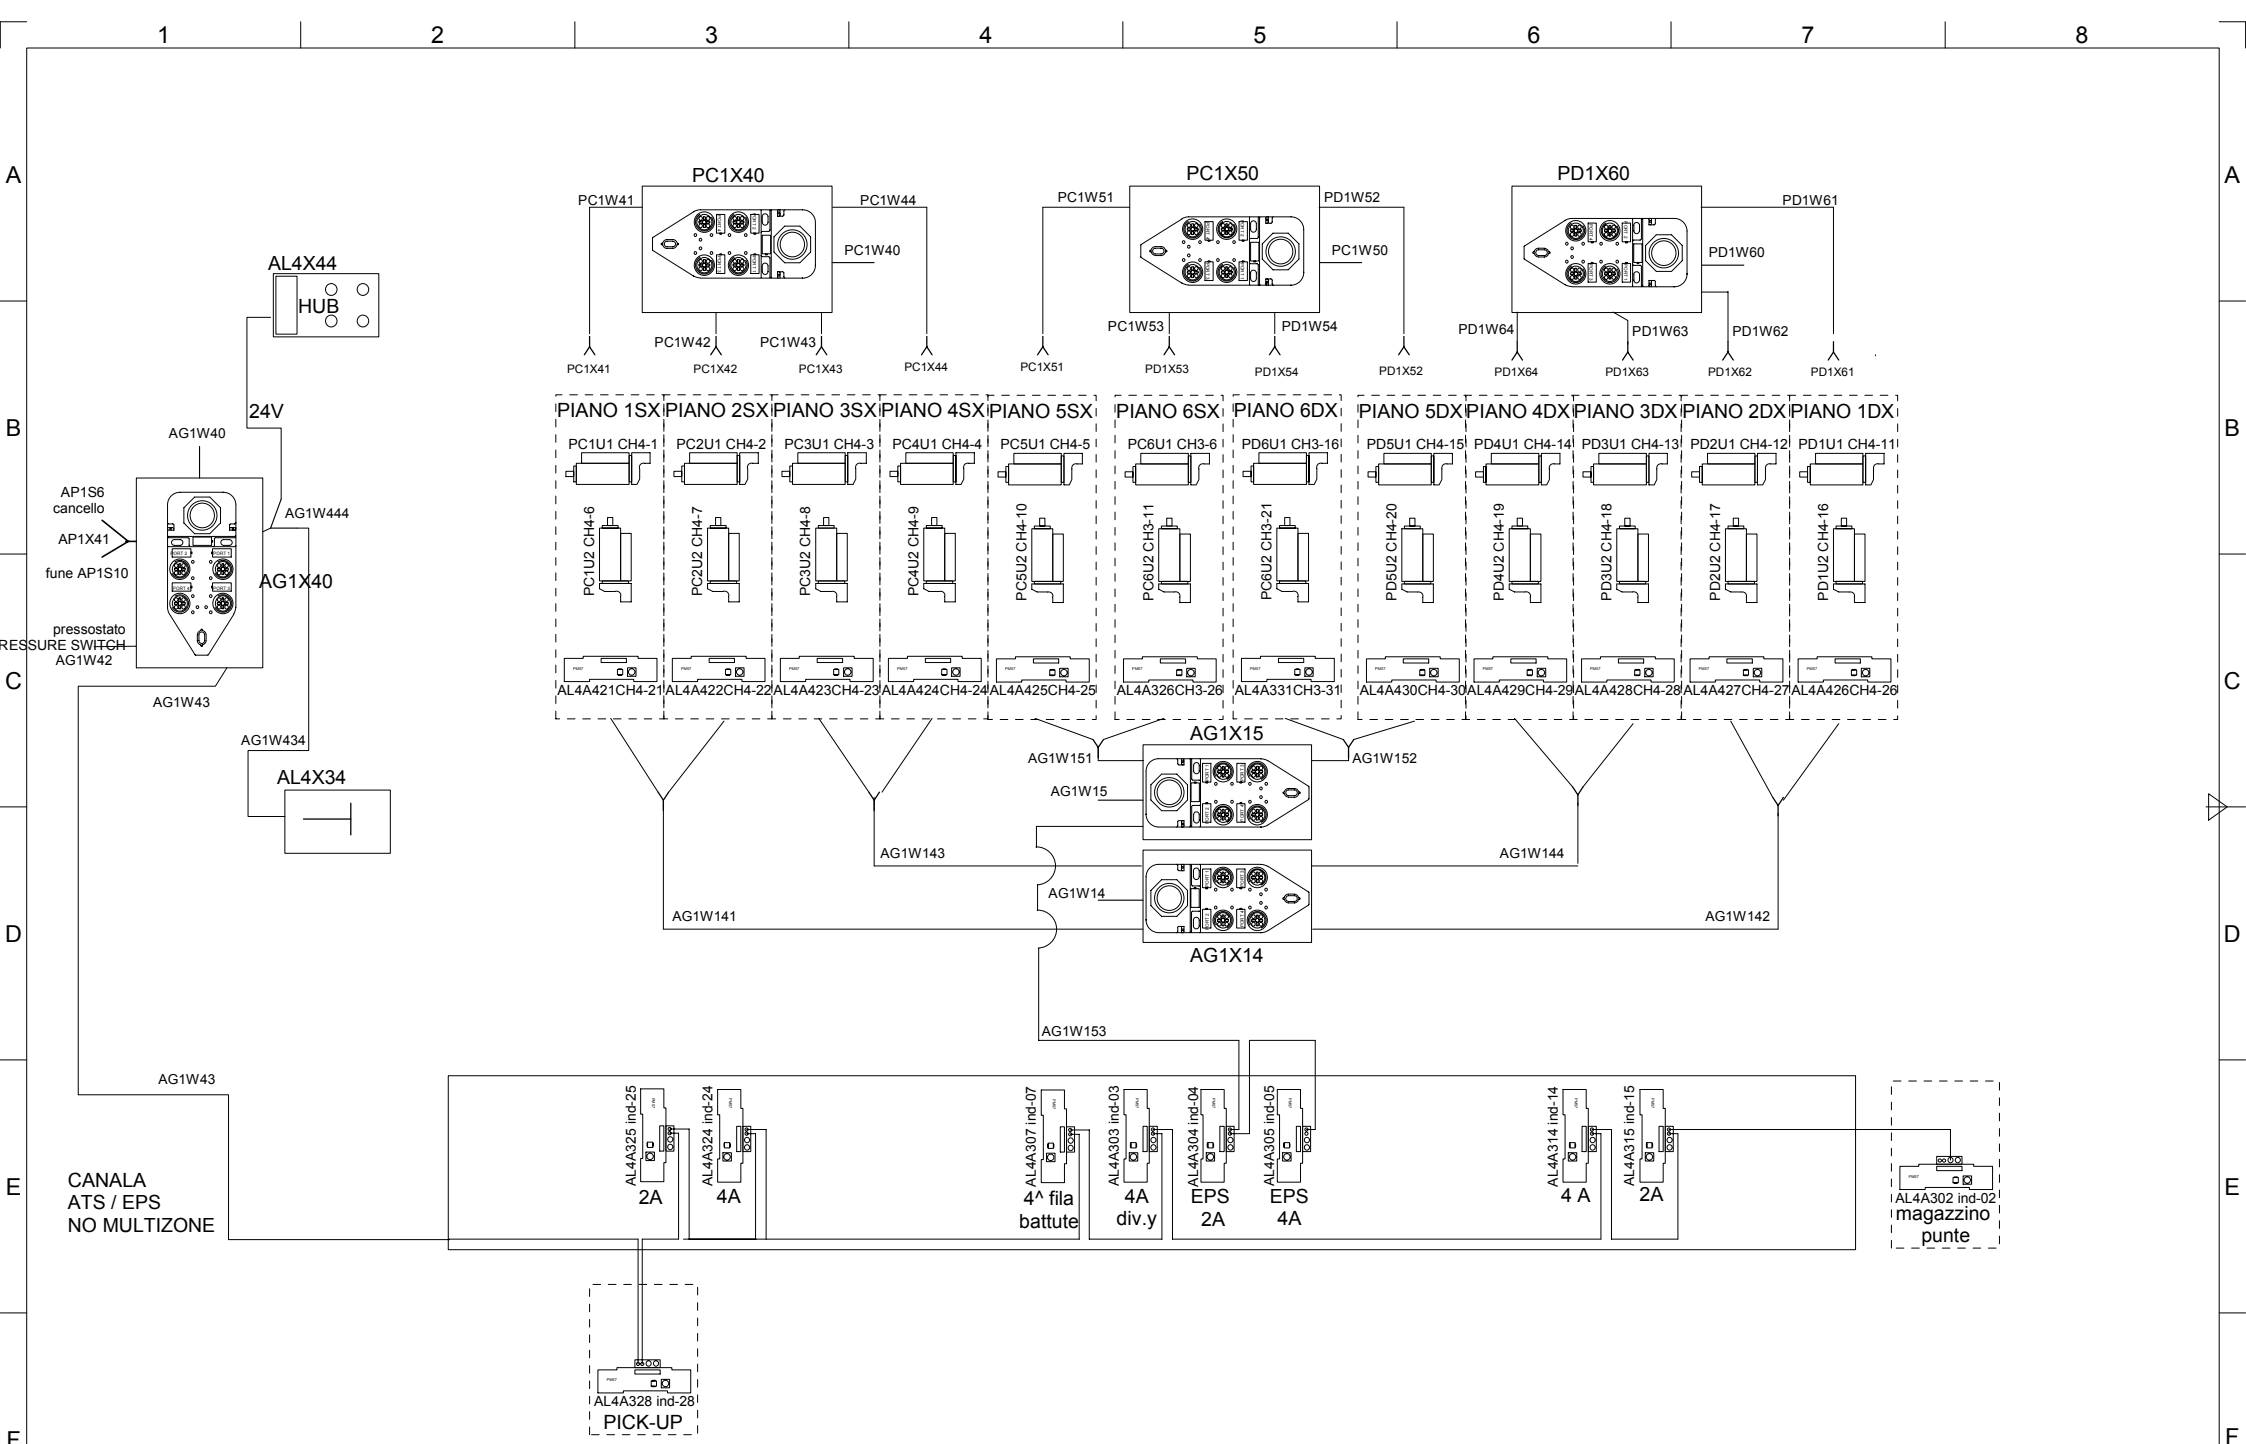 1 2 3 4 5 6 7 8
A A
PC1X40 PC1X50 PD1X60
PC1W41 PC1W44 PC1W51 PD1W52 PD1W61
PC1W40 PC1W50 PD1W60
AL4X44
HUB
PC1W42 PC1W43 PC1W53 PD1W54 PD1W64 PD1W63 PD1W62
PC1X41 PC1X42 PC1X43 PC1X44 PC1X51 PD1X53 PD1X54 PD1X52 PD1X64 PD1X63 PD1X62 PD1X61
B B
24V
AG1W40
PIANO 1SX PIANO 2SX PIANO 3SX PIANO 4SX PIANO 5SX PIANO 6SX PIANO 6DX PIANO 5DX PIANO 4DX PIANO 3DX PIANO 2DX PIANO 1DX
PC1U1 CH4-1 PC2U1 CH4-2 PC3U1 CH4-3 PC4U1 CH4-4 PC5U1 CH4-5 PC6U1 CH3-6 PD6U1 CH3-16 PD5U1 CH4-15 PD4U1 CH4-14 PD3U1 CH4-13 PD2U1 CH4-12 PD1U1 CH4-11
AP1S6
cancello
AP1X41
fune AP1S10
AG1W444
PORT 2 PORT 1
AG1X40
PC1U2 CH4-6 PC2U2 CH4-7 PC3U2 CH4-8 PC4U2 CH4-9 PC5U2 CH4-10 PC6U2 CH3-11 PC6U2 CH3-21 PD5U2 CH4-20 PD4U2 CH4-19 PD3U2 CH4-18 PD2U2 CH4-17 PD1U2 CH4-16
pressostato
RESSURE SWITCH
AG1W42
C C
AL4A421CH4-21 AL4A422CH4-22 AL4A423CH4-23 AL4A424CH4-24 AL4A425CH4-25 AL4A326CH3-26 AL4A331CH3-31 AL4A430CH4-30 AL4A429CH4-29 AL4A428CH4-28 AL4A427CH4-27 AL4A426CH4-26
AG1W43
AG1W434
AL4X34
AG1X15
AG1W151 AG1W152
AG1W15
AG1W143 AG1W144
AG1W14
AG1W141 AG1W142
AG1X14
D D
AG1W153
AG1W43
AL4A325 ind-25 AL4A324 ind-24 AL4A307 ind-07 AL4A303 ind-03 AL4A304 ind-04 AL4A305 ind-05 AL4A314 ind-14 AL4A315 ind-15
2A 4A 4^ fila 4A EPS EPS 4 A 2A
battute div.y 2A 4A
E E
CANALA
ATS / EPS
NO MULTIZONE
AL4A302 ind-02
magazzino
punte
AL4A328 ind-28
PICK-UP
F F